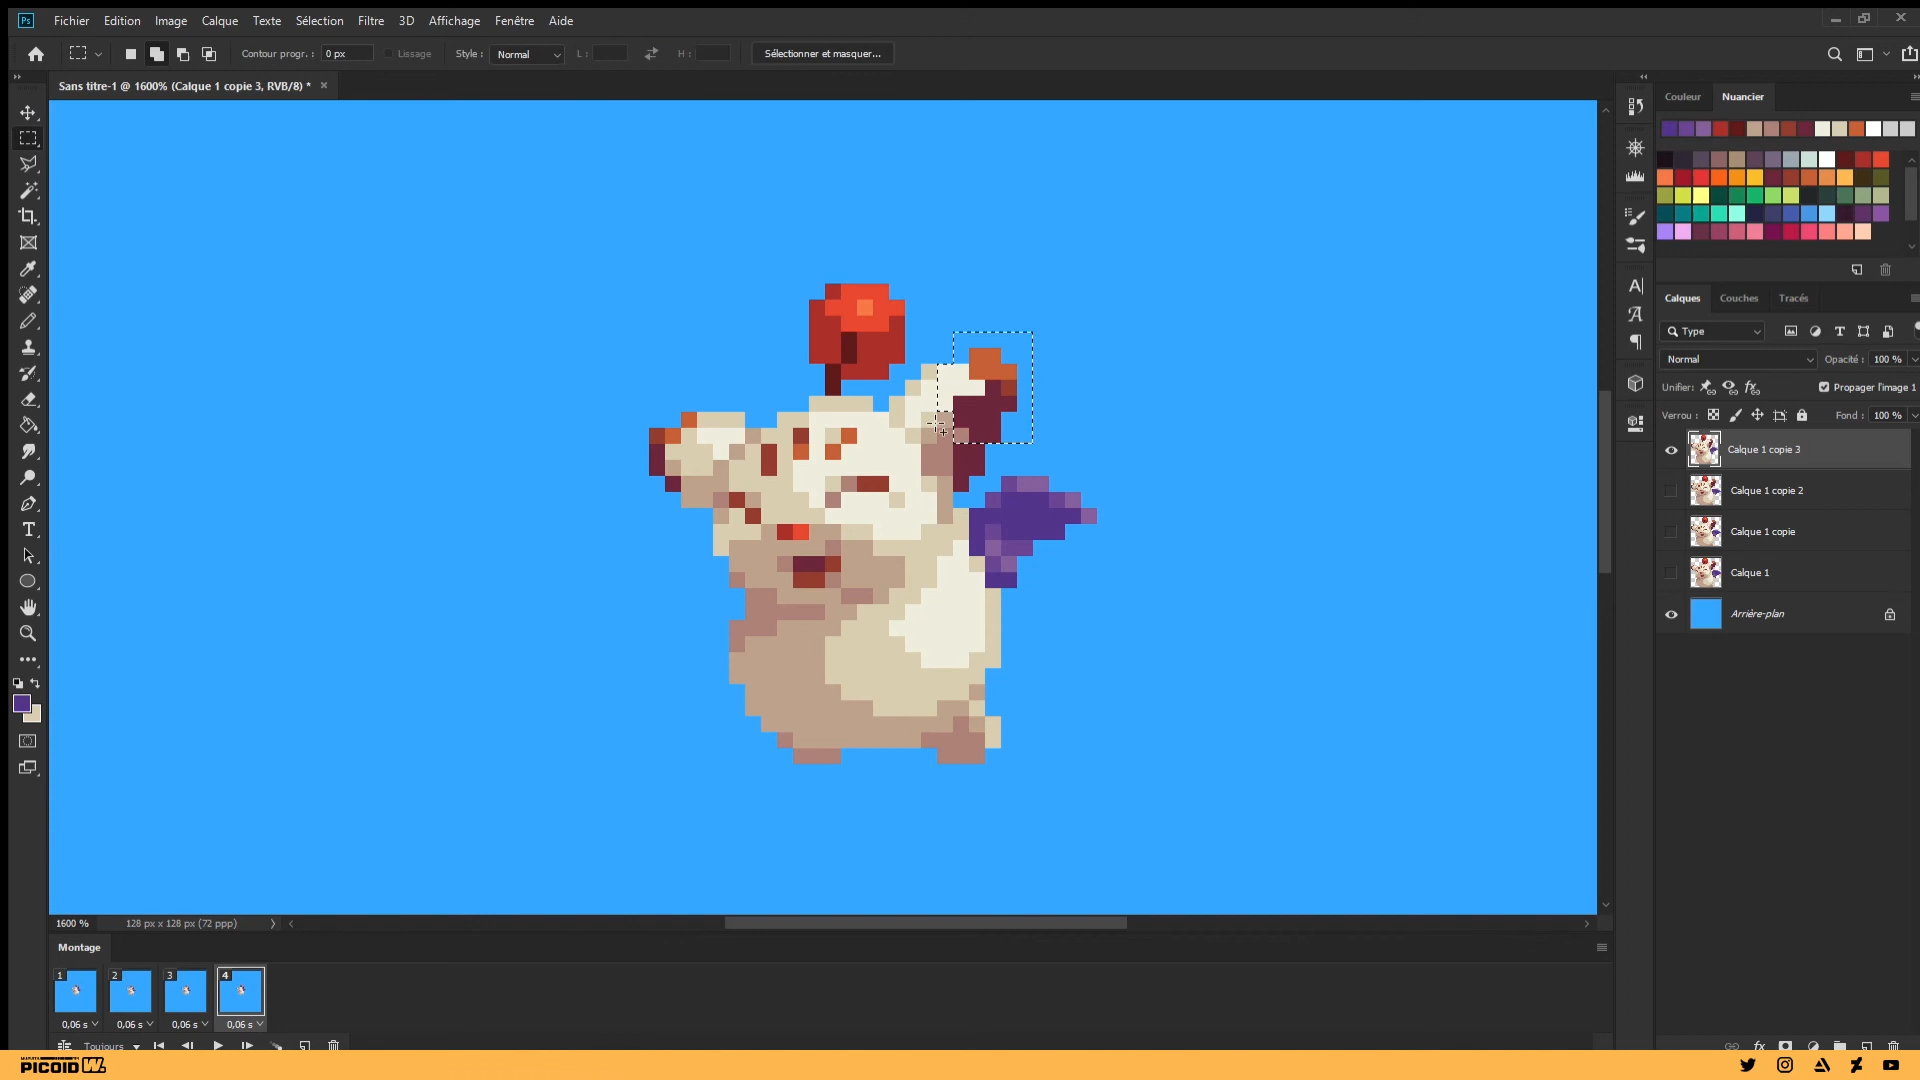 Ps Fichier Edition Image Calque Texte Sélection Filtre 3D Affichage Fenêtre Aide
Contour progr. : 0 px Lissage Style : Normal L : H : Sélectionner et masquer...
Sans titre-1 @ 1600% (Calque 1 copie 3, RVB/8) *
Couleur Nuancier
Calques Couches Tracés
Type
Normal Opacité : 100 %
Unifier : Propager l'image 1
Verrou : Fond : 100 %
Calque 1 copie 3
Calque 1 copie 2
Calque 1 copie
Calque 1
Arrière-plan
1600 % 128 px x 128 px (72 ppp)
Montage
1 2 3 4
0,06 s 0,06 s 0,06 s 0,06 s
Toujours fx
PICOID W.